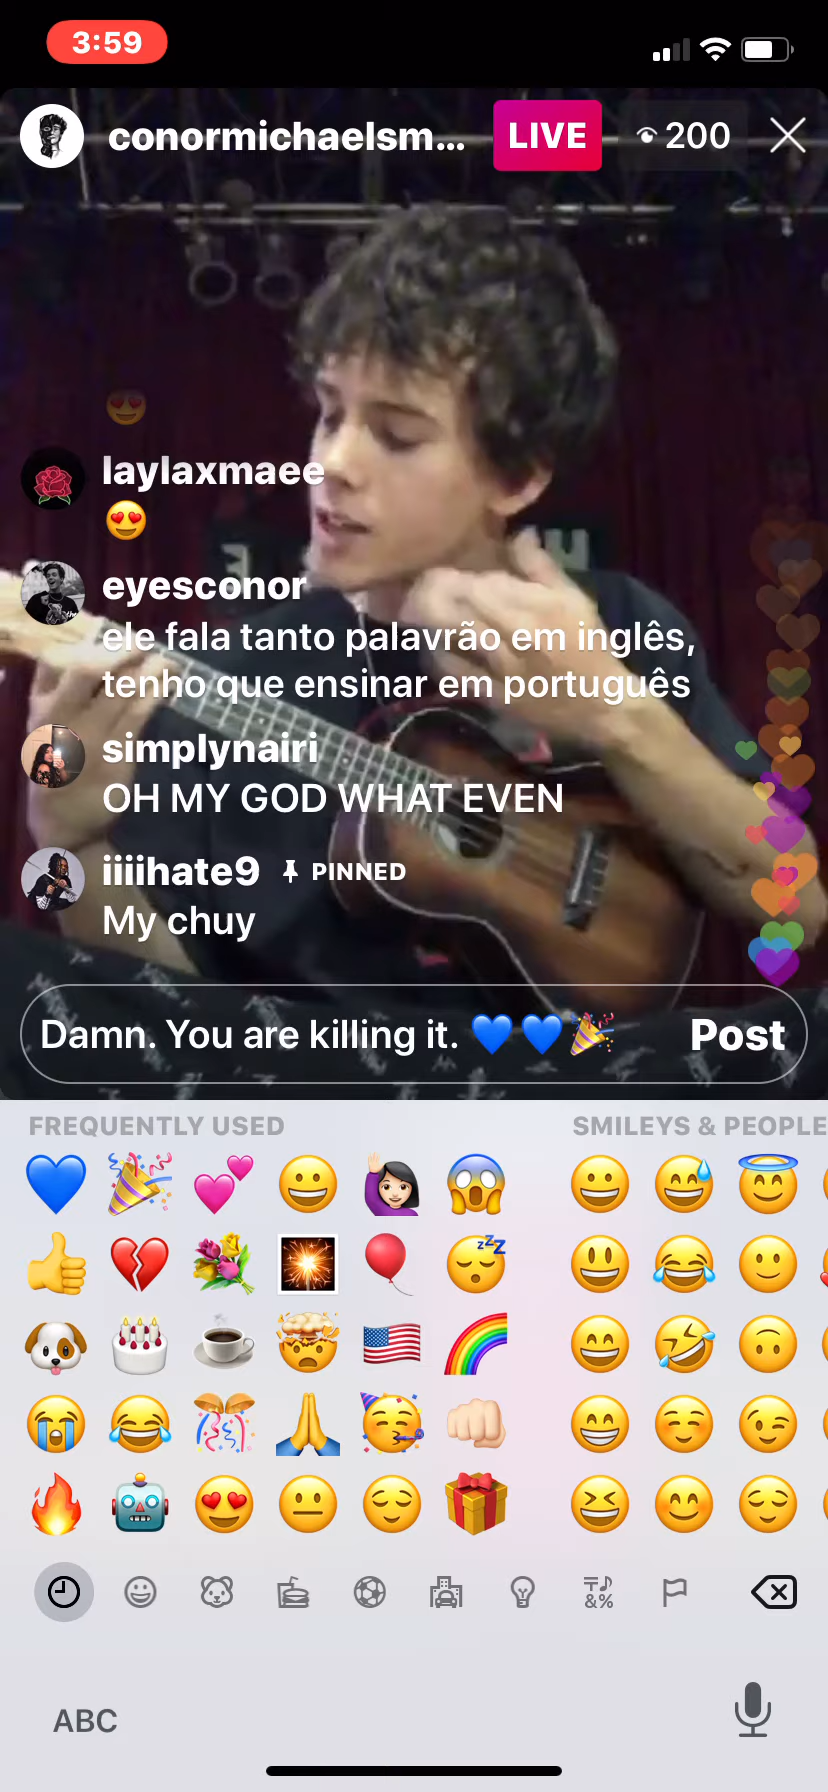 3:59
conormichaelsm...
LIVE
200
laylaxmaee
😍
eyesconor
ele fala tanto palavrão em inglês,
tenho que ensinar em português
simplynairi
OH MY GOD WHAT EVEN
iiiihate9 PINNED
My chuy
Damn. You are killing it. 💙💙🎉 Post
FREQUENTLY USED SMILEYS & PEOPLE
ABC